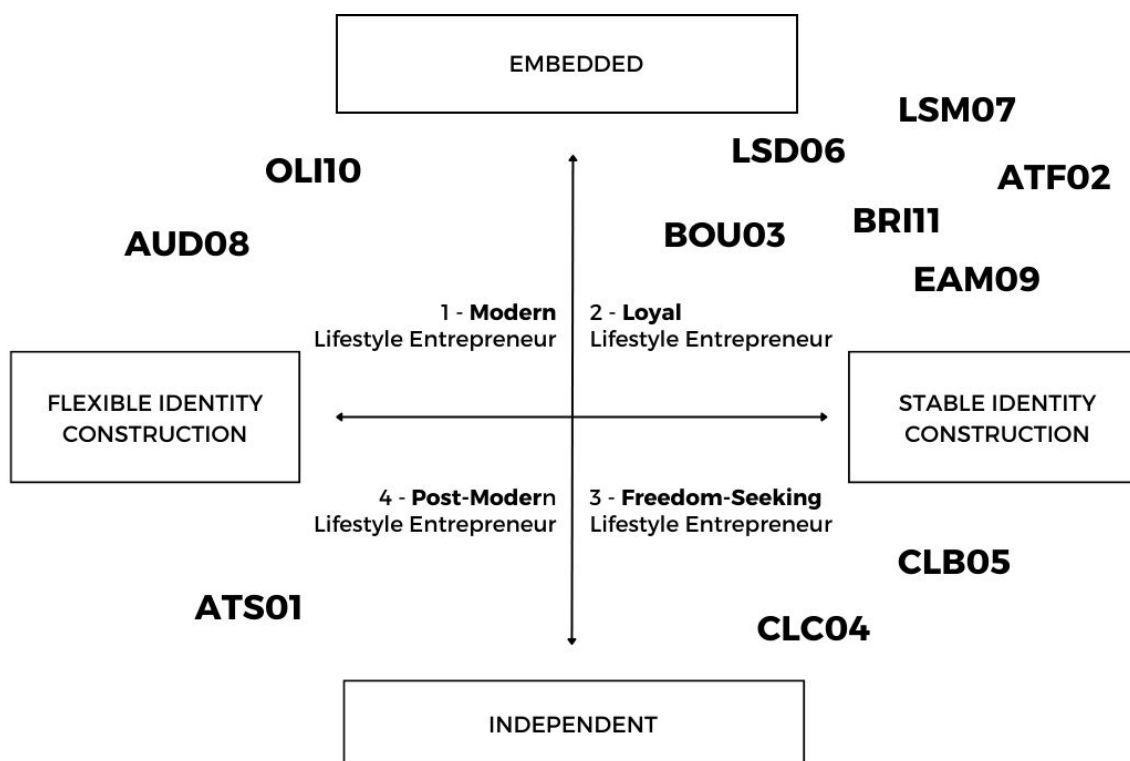 EMBEDDED
LSM07
LSD06
OLI10
ATF02
BRI11
BOU03
AUD08
EAM09
1 - Modern
Lifestyle Entrepreneur
2 - Loyal
Lifestyle Entrepreneur
FLEXIBLE IDENTITY
CONSTRUCTION
STABLE IDENTITY
CONSTRUCTION
4 - Post-Modern
Lifestyle Entrepreneur
3 - Freedom-Seeking
Lifestyle Entrepreneur
CLB05
ATS01
CLC04
INDEPENDENT